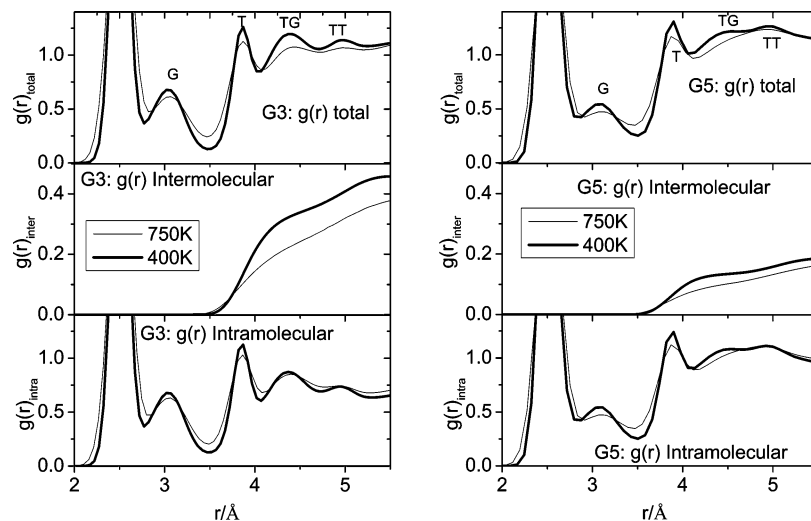 G
T
TG
TT
G3: g(r) total
g(r)total
1.0
0.5
0.0
G3: g(r) Intermolecular
750K
400K
g(r)inter
0.4
0.2
0.0
G3: g(r) Intramolecular
g(r)intra
1.0
0.5
0.0
2 3 4 5
r/Å
G
T
TG
TT
G5: g(r) total
g(r)total
1.0
0.5
0.0
G5: g(r) Intermolecular
750K
400K
g(r)inter
0.4
0.2
0.0
G5: g(r) Intramolecular
g(r)intra
1.0
0.5
0.0
2 3 4 5
r/Å